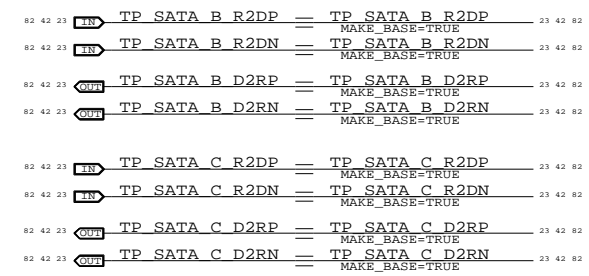 82 42 23 IN TP_SATA_B_R2DP TP_SATA_B_R2DP 23 42 82
MAKE_BASE=TRUE
82 42 23 IN TP_SATA_B_R2DN TP_SATA_B_R2DN 23 42 82
MAKE_BASE=TRUE
82 42 23 OUT TP_SATA_B_D2RP TP_SATA_B_D2RP 23 42 82
MAKE_BASE=TRUE
82 42 23 OUT TP_SATA_B_D2RN TP_SATA_B_D2RN 23 42 82
MAKE_BASE=TRUE
82 42 23 IN TP_SATA_C_R2DP TP_SATA_C_R2DP 23 42 82
MAKE_BASE=TRUE
82 42 23 IN TP_SATA_C_R2DN TP_SATA_C_R2DN 23 42 82
MAKE_BASE=TRUE
82 42 23 OUT TP_SATA_C_D2RP TP_SATA_C_D2RP 23 42 82
MAKE_BASE=TRUE
82 42 23 OUT TP_SATA_C_D2RN TP_SATA_C_D2RN 23 42 82
MAKE_BASE=TRUE